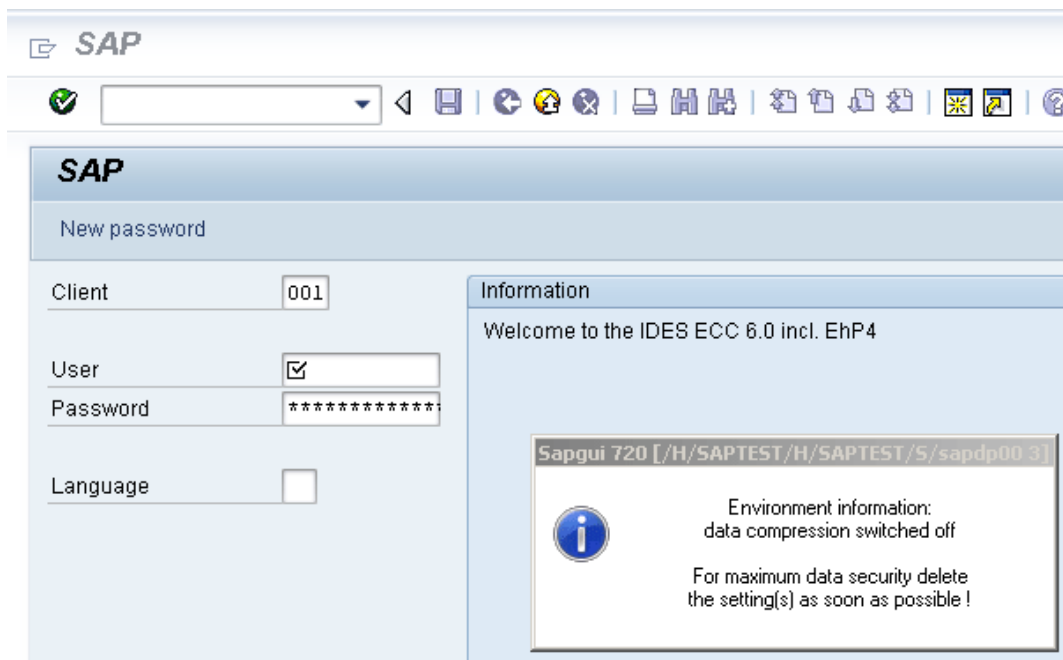 SAP
SAP
New password
Client 001
User
Password *************
Language
Information
Welcome to the IDES ECC 6.0 incl. EhP4
Sapgui 720 [/H/SAPTEST/H/SAPTEST/S/sapdp00 3]
Environment information:
data compression switched off
For maximum data security delete
the setting(s) as soon as possible !